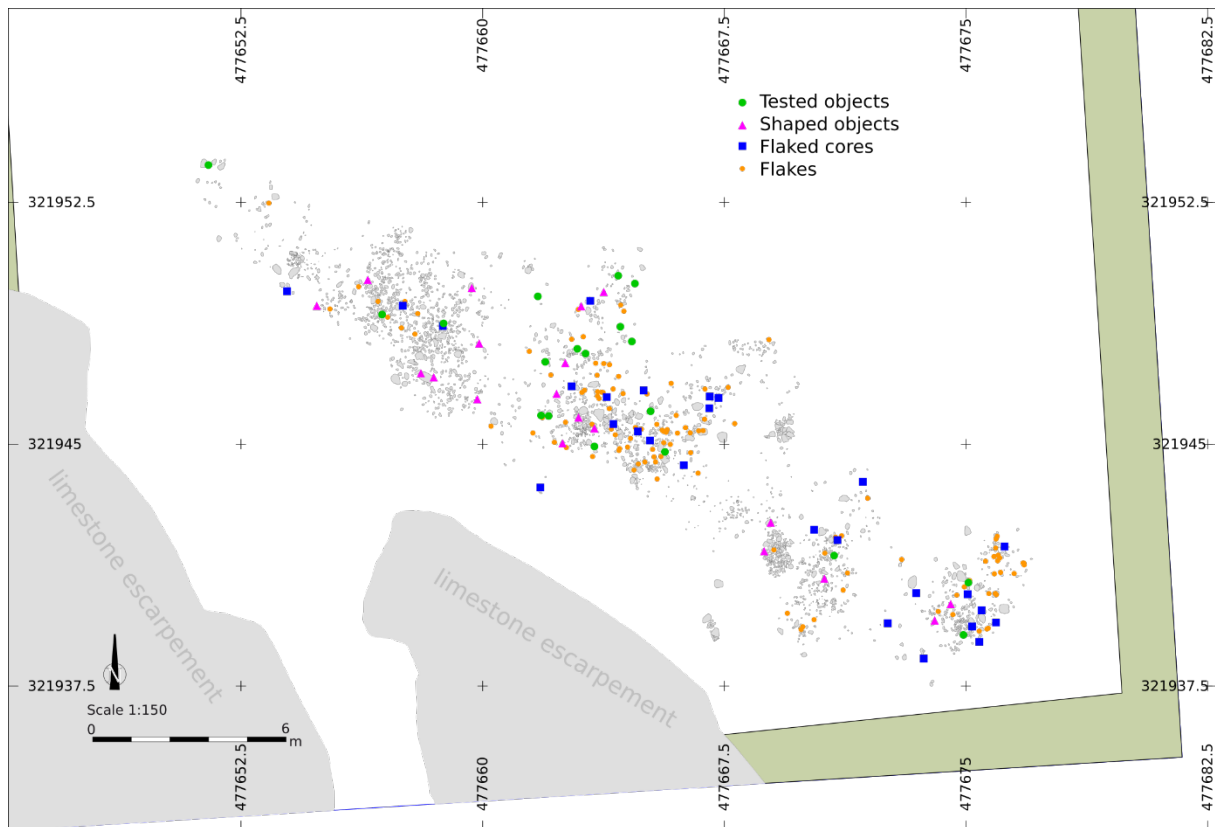 477652.5
477660
477667.5
477675
477682.5
Tested objects
Shaped objects
Flaked cores
Flakes
321952.5
321952.5
321945
321945
limestone escarpment
limestone escarpment
N
321937.5
321937.5
Scale 1:150
0 6
m
477652.5
477660
477667.5
477675
477682.5